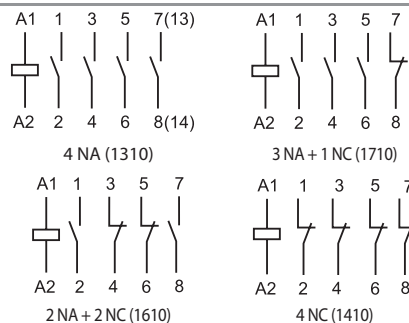 A1 1 3 5 7(13)
A2 2 4 6 8(14)
4 NA (1310)
A1 1 3 5 7
A2 2 4 6 8
3 NA + 1 NC (1710)
A1 1 3 5 7
A2 2 4 6 8
2 NA + 2 NC (1610)
A1 1 3 5 7
A2 2 4 6 8
4 NC (1410)